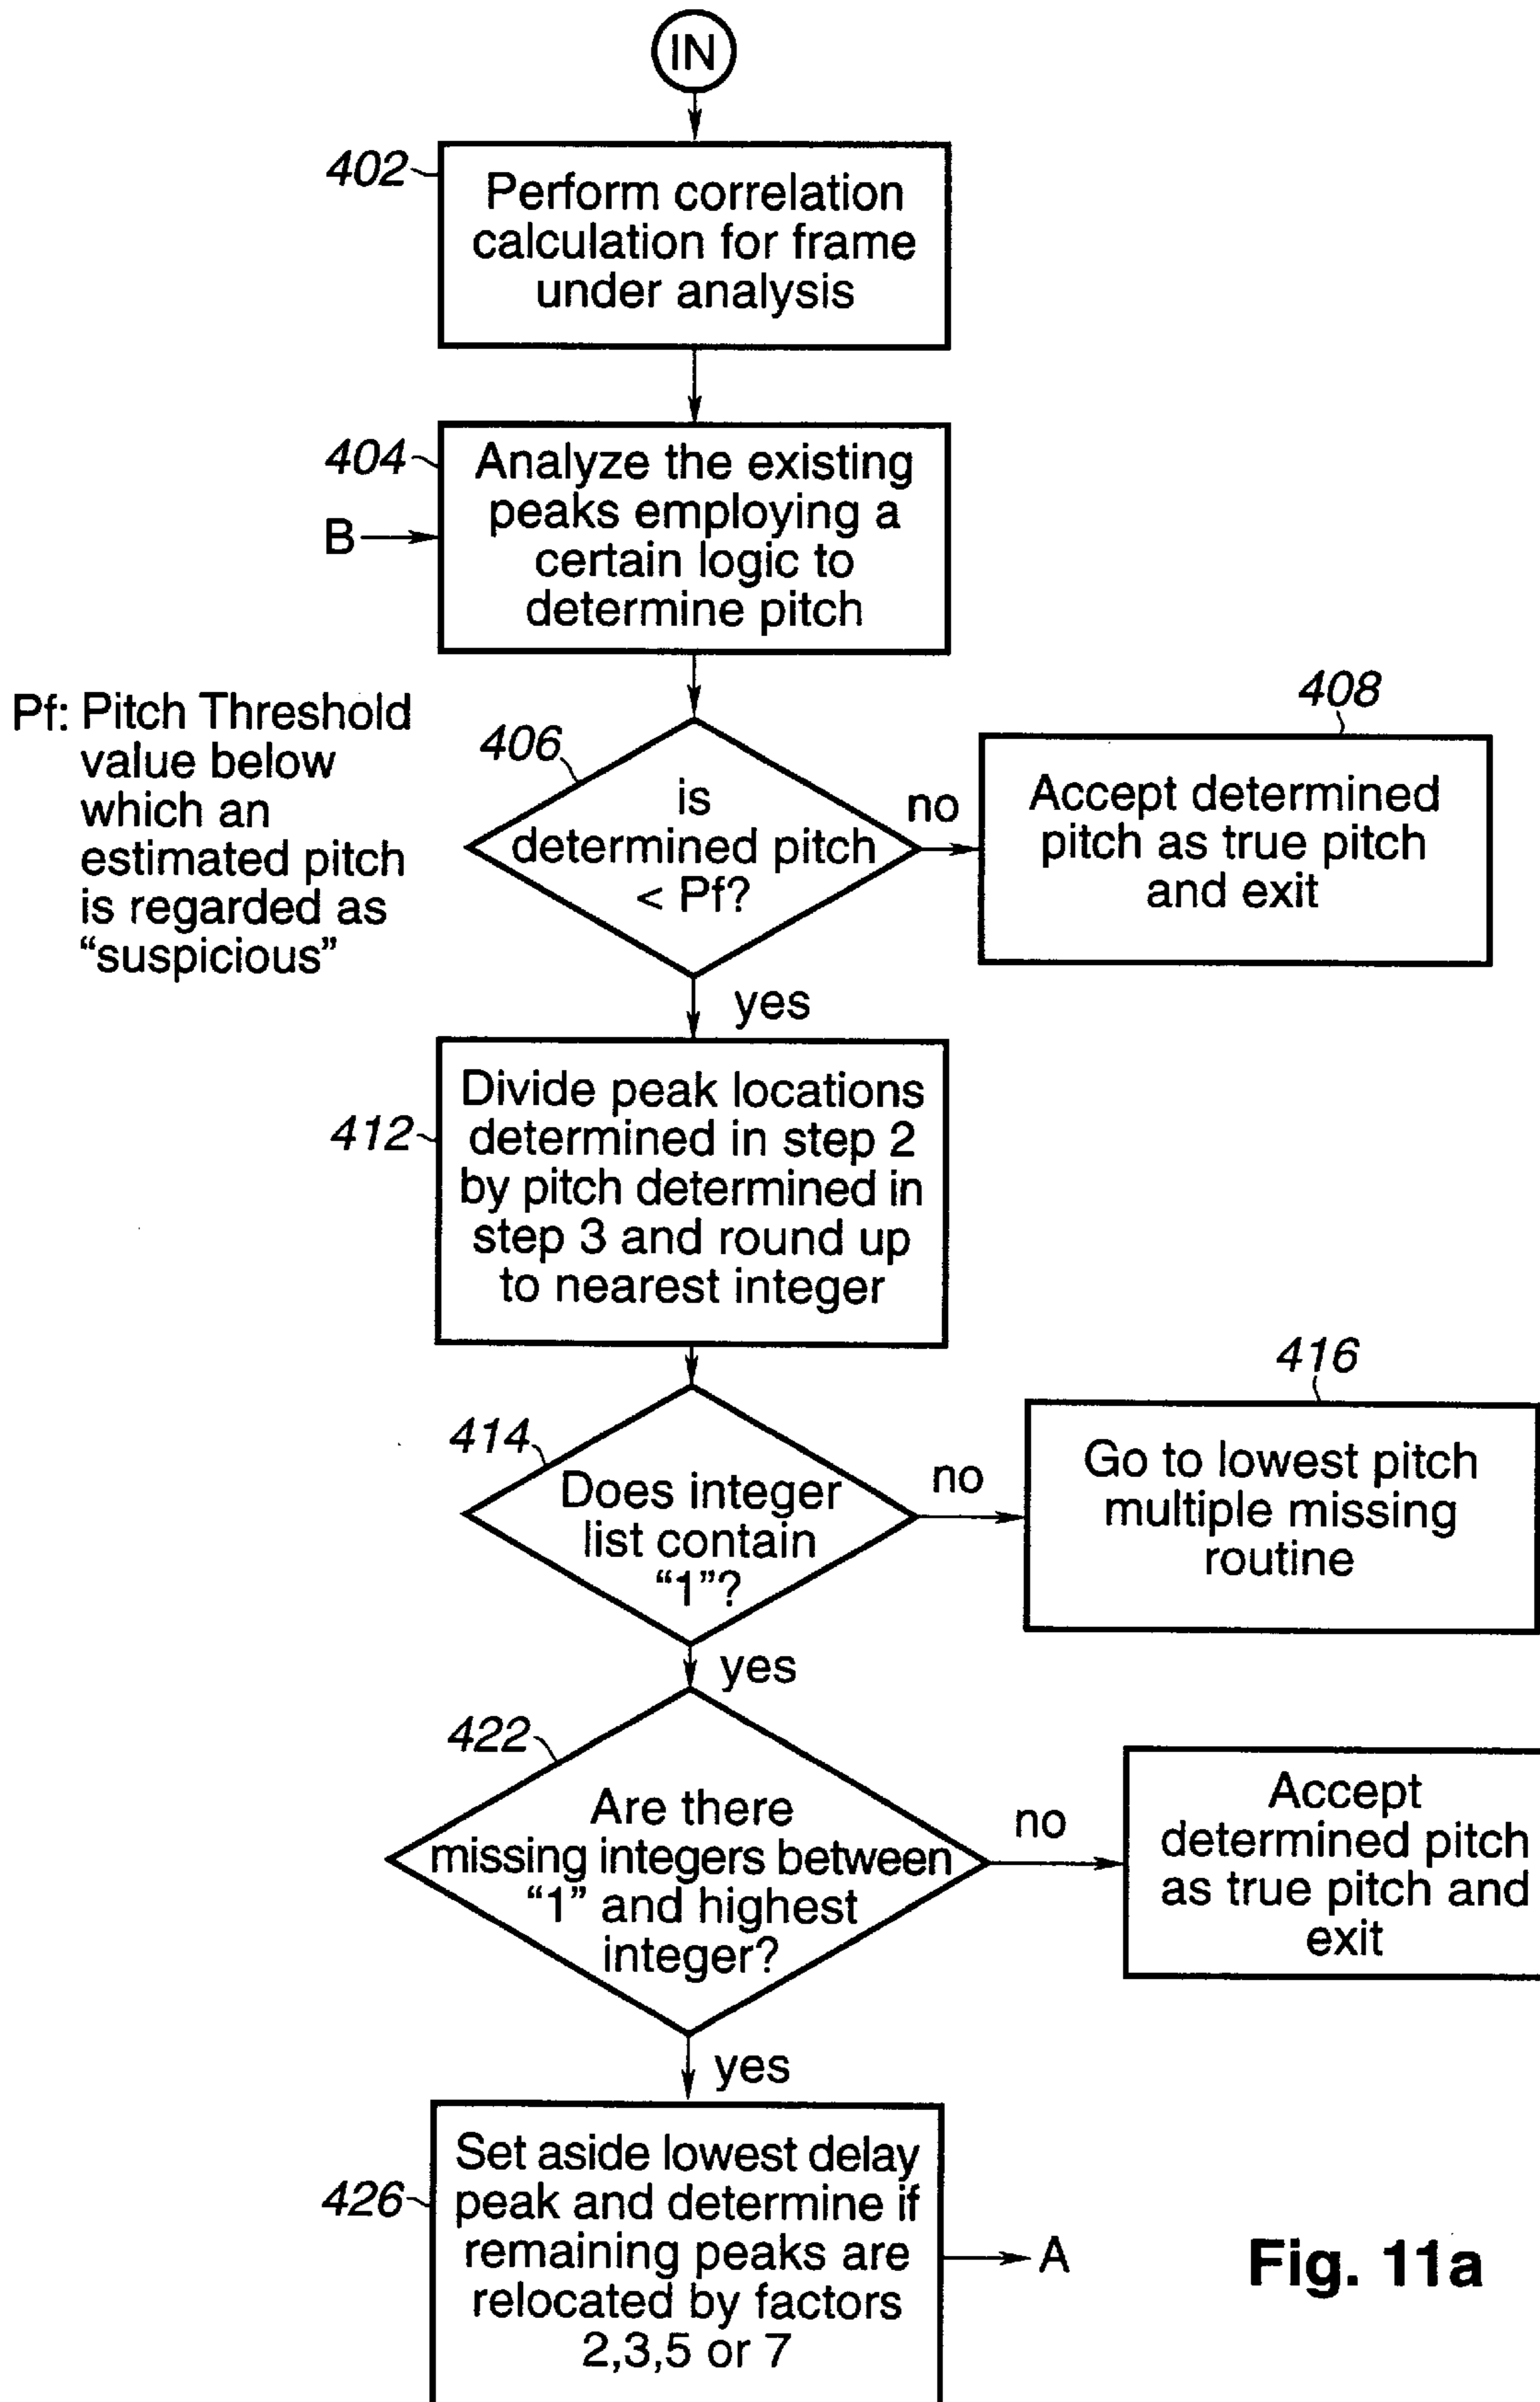 IN
402
Perform correlation
calculation for frame
under analysis
404
Analyze the existing
peaks employing a
certain logic to
determine pitch
B
Pf: Pitch Threshold
value below
which an
estimated pitch
is regarded as
“suspicious”
406
is
determined pitch
< Pf?
no
408
Accept determined
pitch as true pitch
and exit
yes
412
Divide peak locations
determined in step 2
by pitch determined in
step 3 and round up
to nearest integer
414
Does integer
list contain
“1”?
no
416
Go to lowest pitch
multiple missing
routine
yes
422
Are there
missing integers between
“1” and highest
integer?
no
Accept
determined pitch
as true pitch and
exit
yes
426
Set aside lowest delay
peak and determine if
remaining peaks are
relocated by factors
2,3,5 or 7
A
Fig. 11a